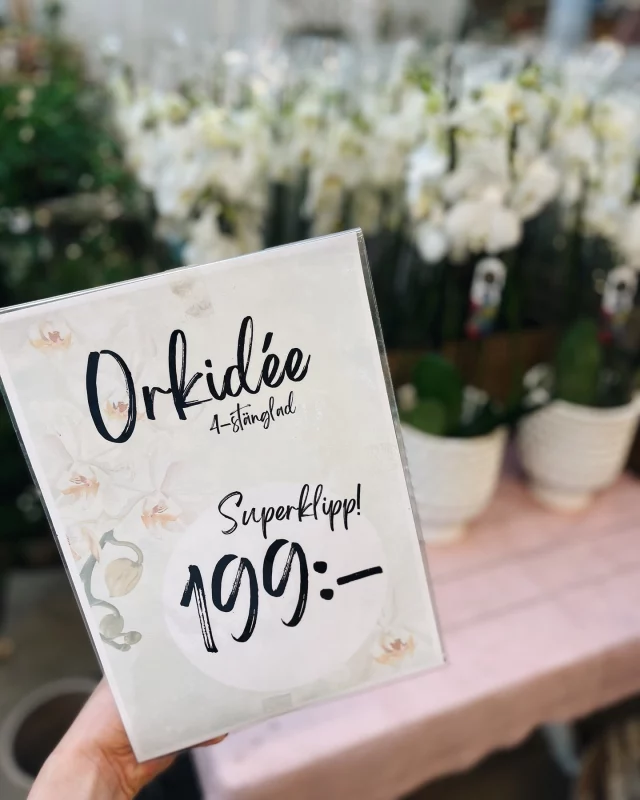 Orkidée
4-stänglad
Superklipp!
199:-